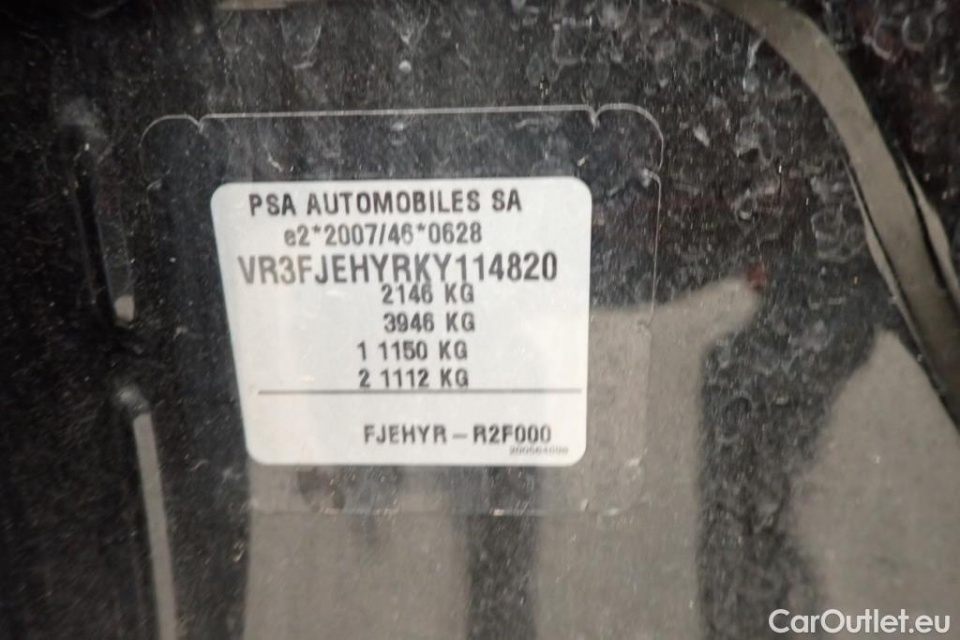 PSA AUTOMOBILES SA
e2*2007/46*0628
VR3FJEHYRKY114820
2146 KG
3946 KG
1 1150 KG
2 1112 KG
FJEHYR – R2F000
CarOutlet.eu